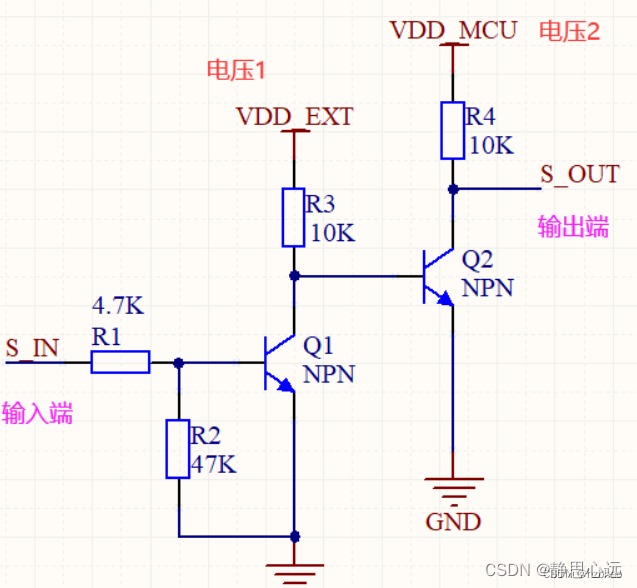 VDD_MCU 电压2
电压1
VDD_EXT
R4
10K
S_OUT
R3
10K
输出端
Q2
NPN
4.7K
R1
S_IN
Q1
NPN
输入端
R2
47K
GND
CSDN @静思心远